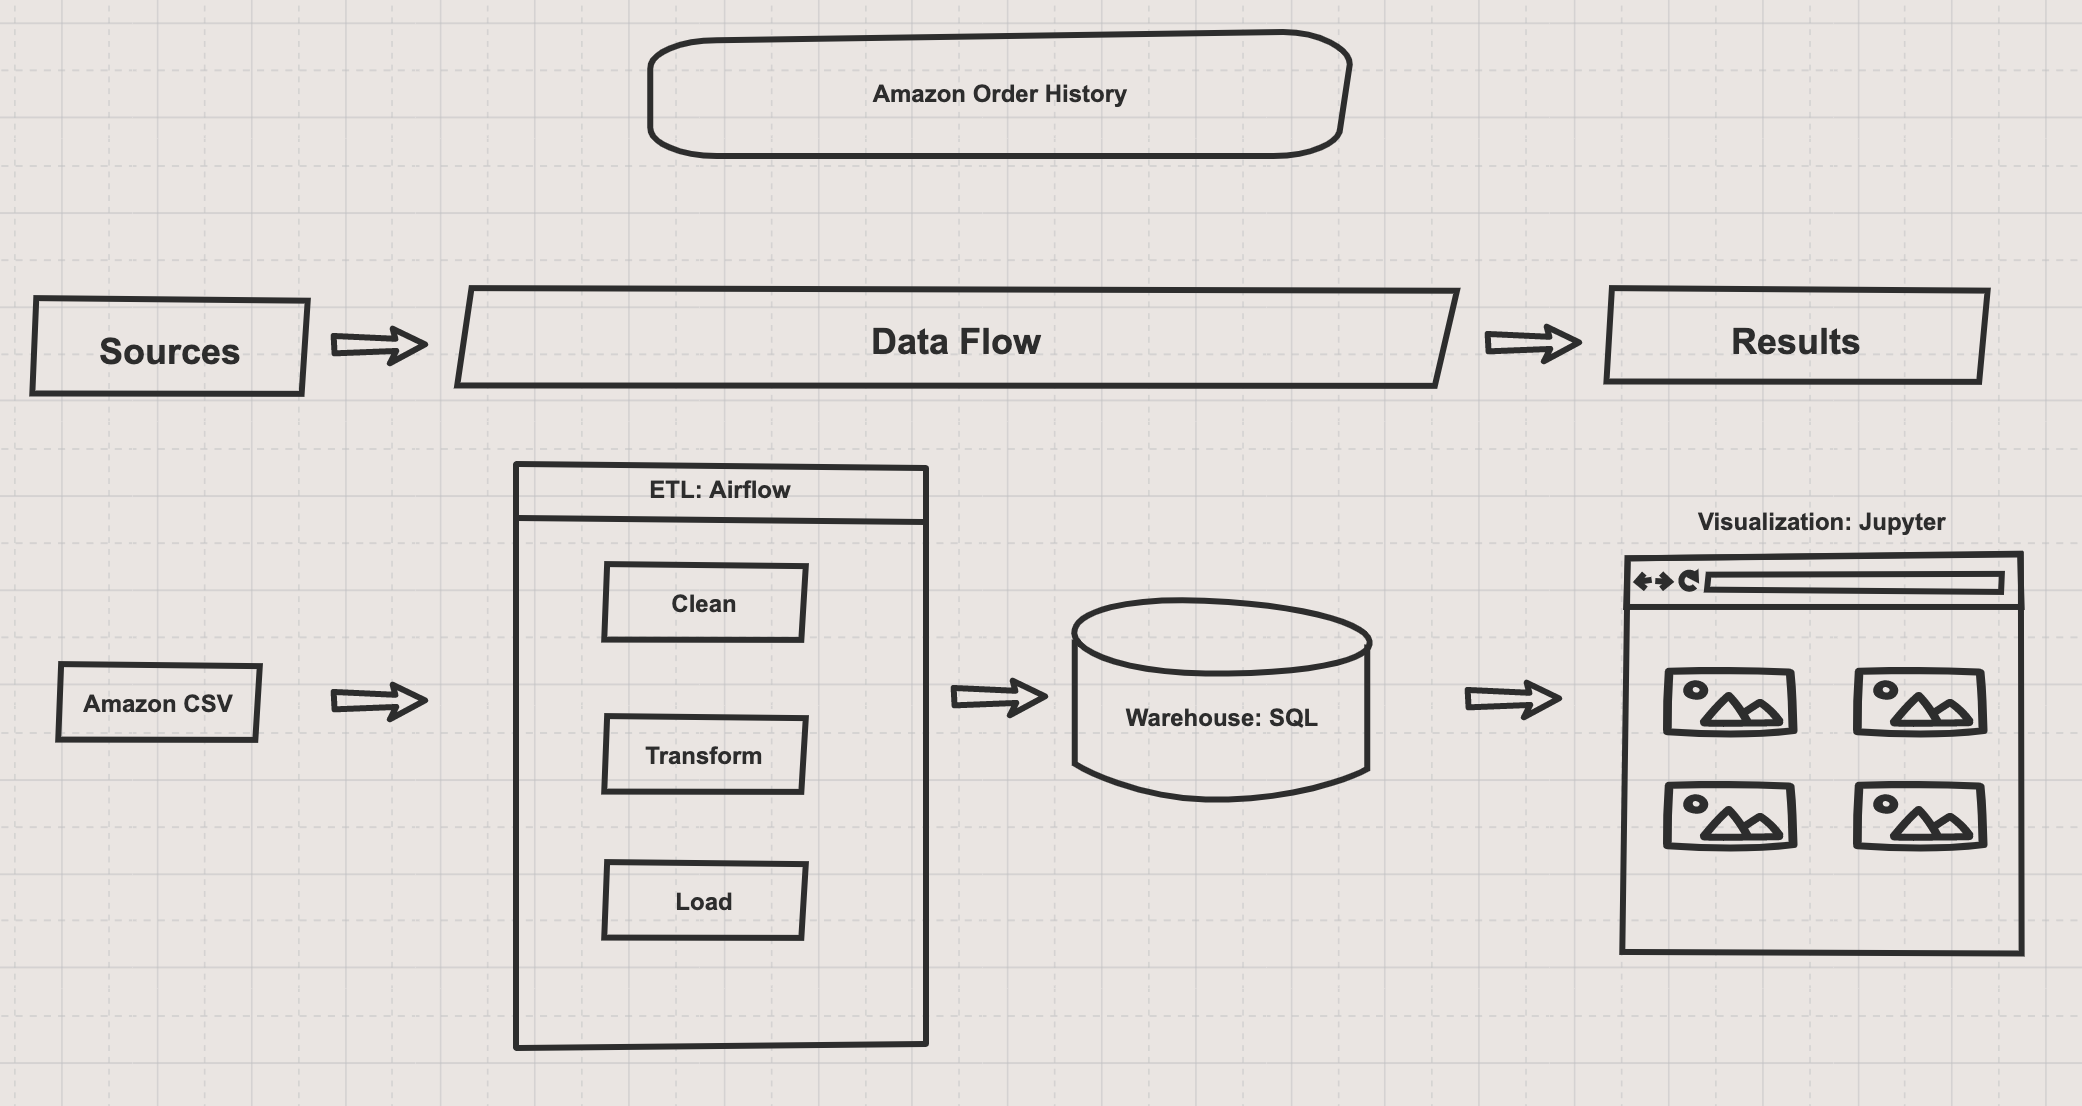 Amazon Order History
Sources
Data Flow
Results
ETL: Airflow
Visualization: Jupyter
Clean
Amazon CSV
Warehouse: SQL
Transform
Load